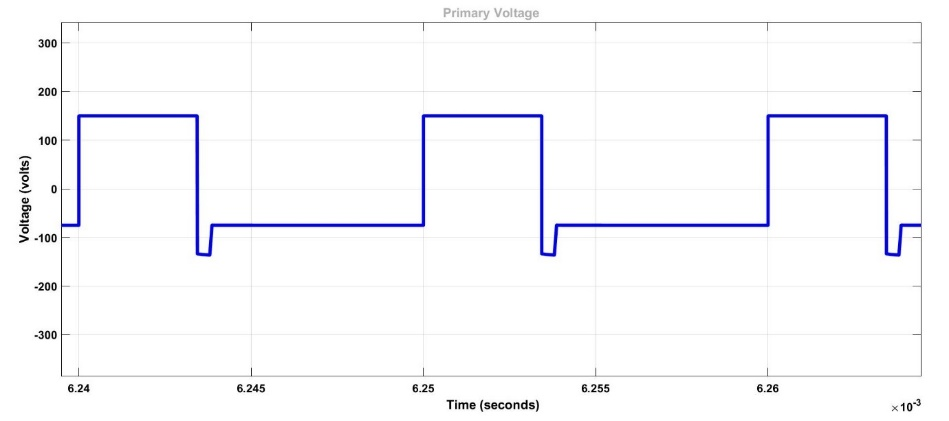 Primary Voltage
300
200
100
0
-100
-200
-300
Voltage (volts)
6.24 6.245 6.25 6.255 6.26
Time (seconds)
×10-3